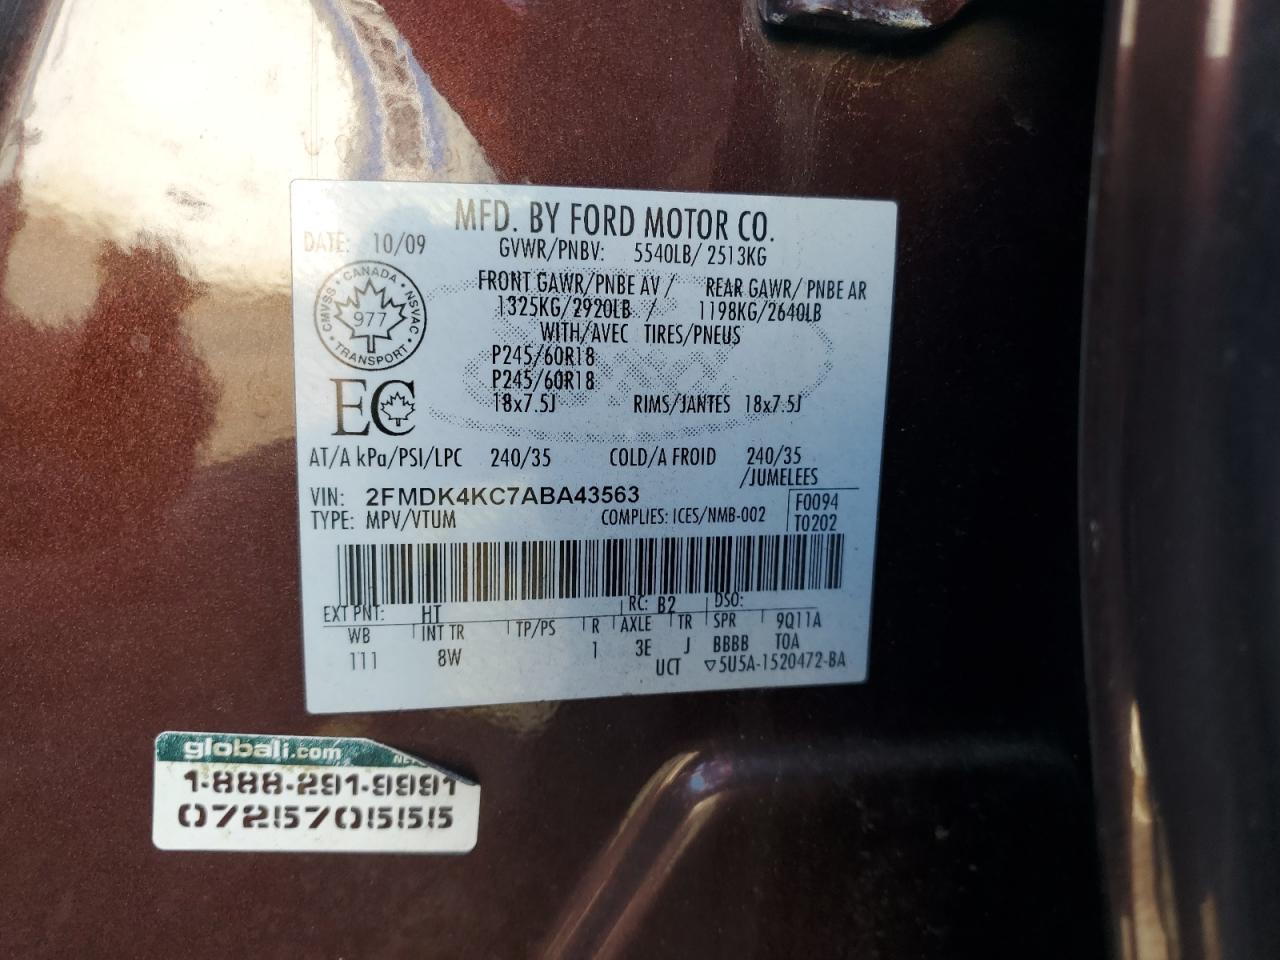 MFD. BY FORD MOTOR CO.
DATE: 10/09 GVWR/PNBV: 5540LB/ 2513KG
FRONT GAWR/PNBE AV / REAR GAWR/ PNBE AR
1325KG/2920LB / 1198KG/2640LB
WITH/AVEC TIRES/PNEUS
P245/60R18
P245/60R18
18x7.5J RIMS/JANTES 18x7.5J
CANADA
CMVSS NSVAC
977
TRANSPORT
EC
AT/A kPa/PSI/LPC 240/35 COLD/A FROID 240/35
/JUMELEES
VIN: 2FMDK4KC7ABA43563 F0094
TYPE: MPV/VTUM COMPLIES: ICES/NMB-002 T0202
EXT PNT: HT RC: B2 DSO:
WB INT TR TP/PS R AXLE TR SPR 9Q11A
111 8W 1 3E J BBBB TOA
UCT ▽5U5A-1520472-BA
globali.com
1-888-291-9991
0725705555